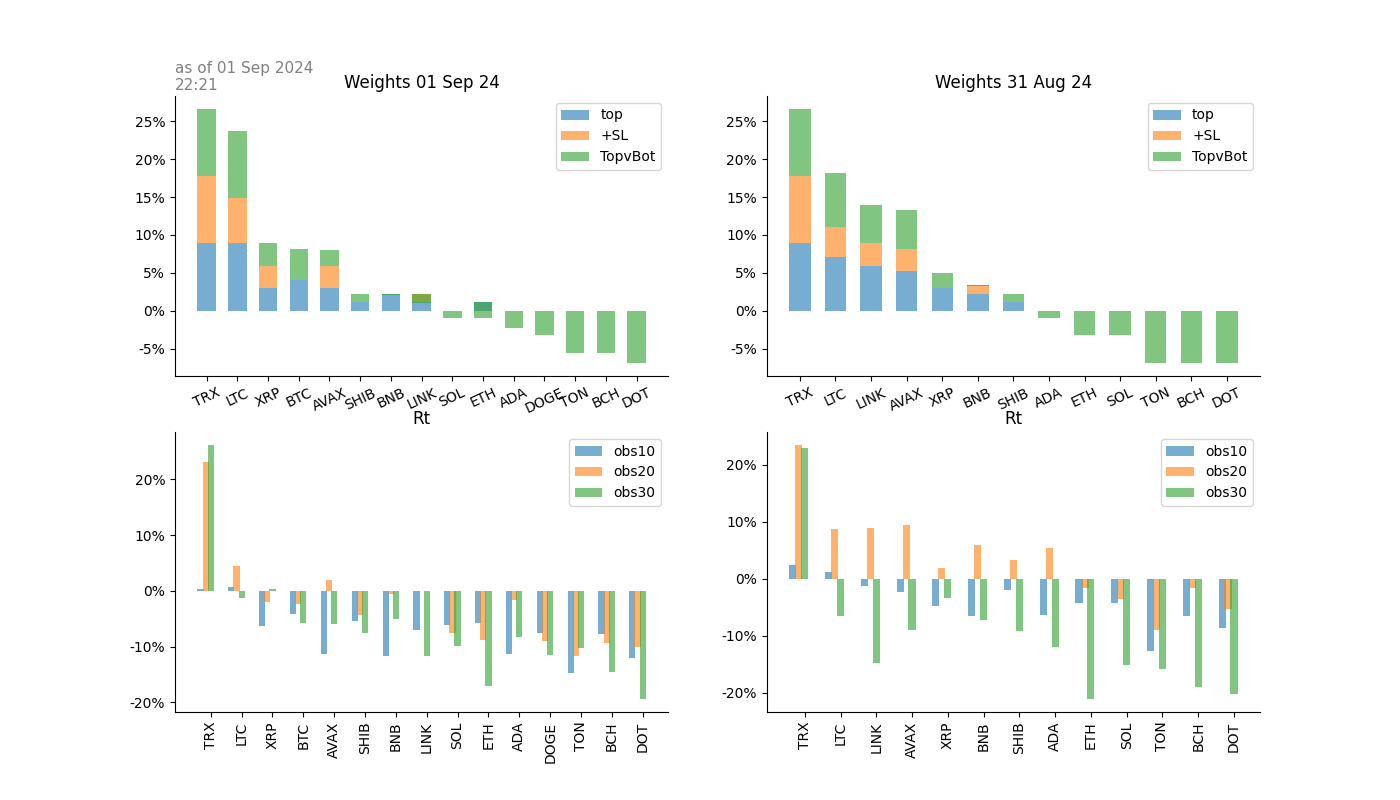 as of 01 Sep 2024
22:21
Weights 01 Sep 24
25%
20%
15%
10%
5%
0%
-5%
top
+SL
TopvBot
TRX LTC XRP BTC AVAX SHIB BNB LINK SOL ETH ADA DOGE TON BCH DOT
Weights 31 Aug 24
25%
20%
15%
10%
5%
0%
-5%
top
+SL
TopvBot
TRX LTC LINK AVAX XRP BNB SHIB ADA ETH SOL TON BCH DOT
Rt
20%
10%
0%
-10%
-20%
obs10
obs20
obs30
TRX LTC XRP BTC AVAX SHIB BNB LINK SOL ETH ADA DOGE TON BCH DOT
Rt
20%
10%
0%
-10%
-20%
obs10
obs20
obs30
TRX LTC LINK AVAX XRP BNB SHIB ADA ETH SOL TON BCH DOT